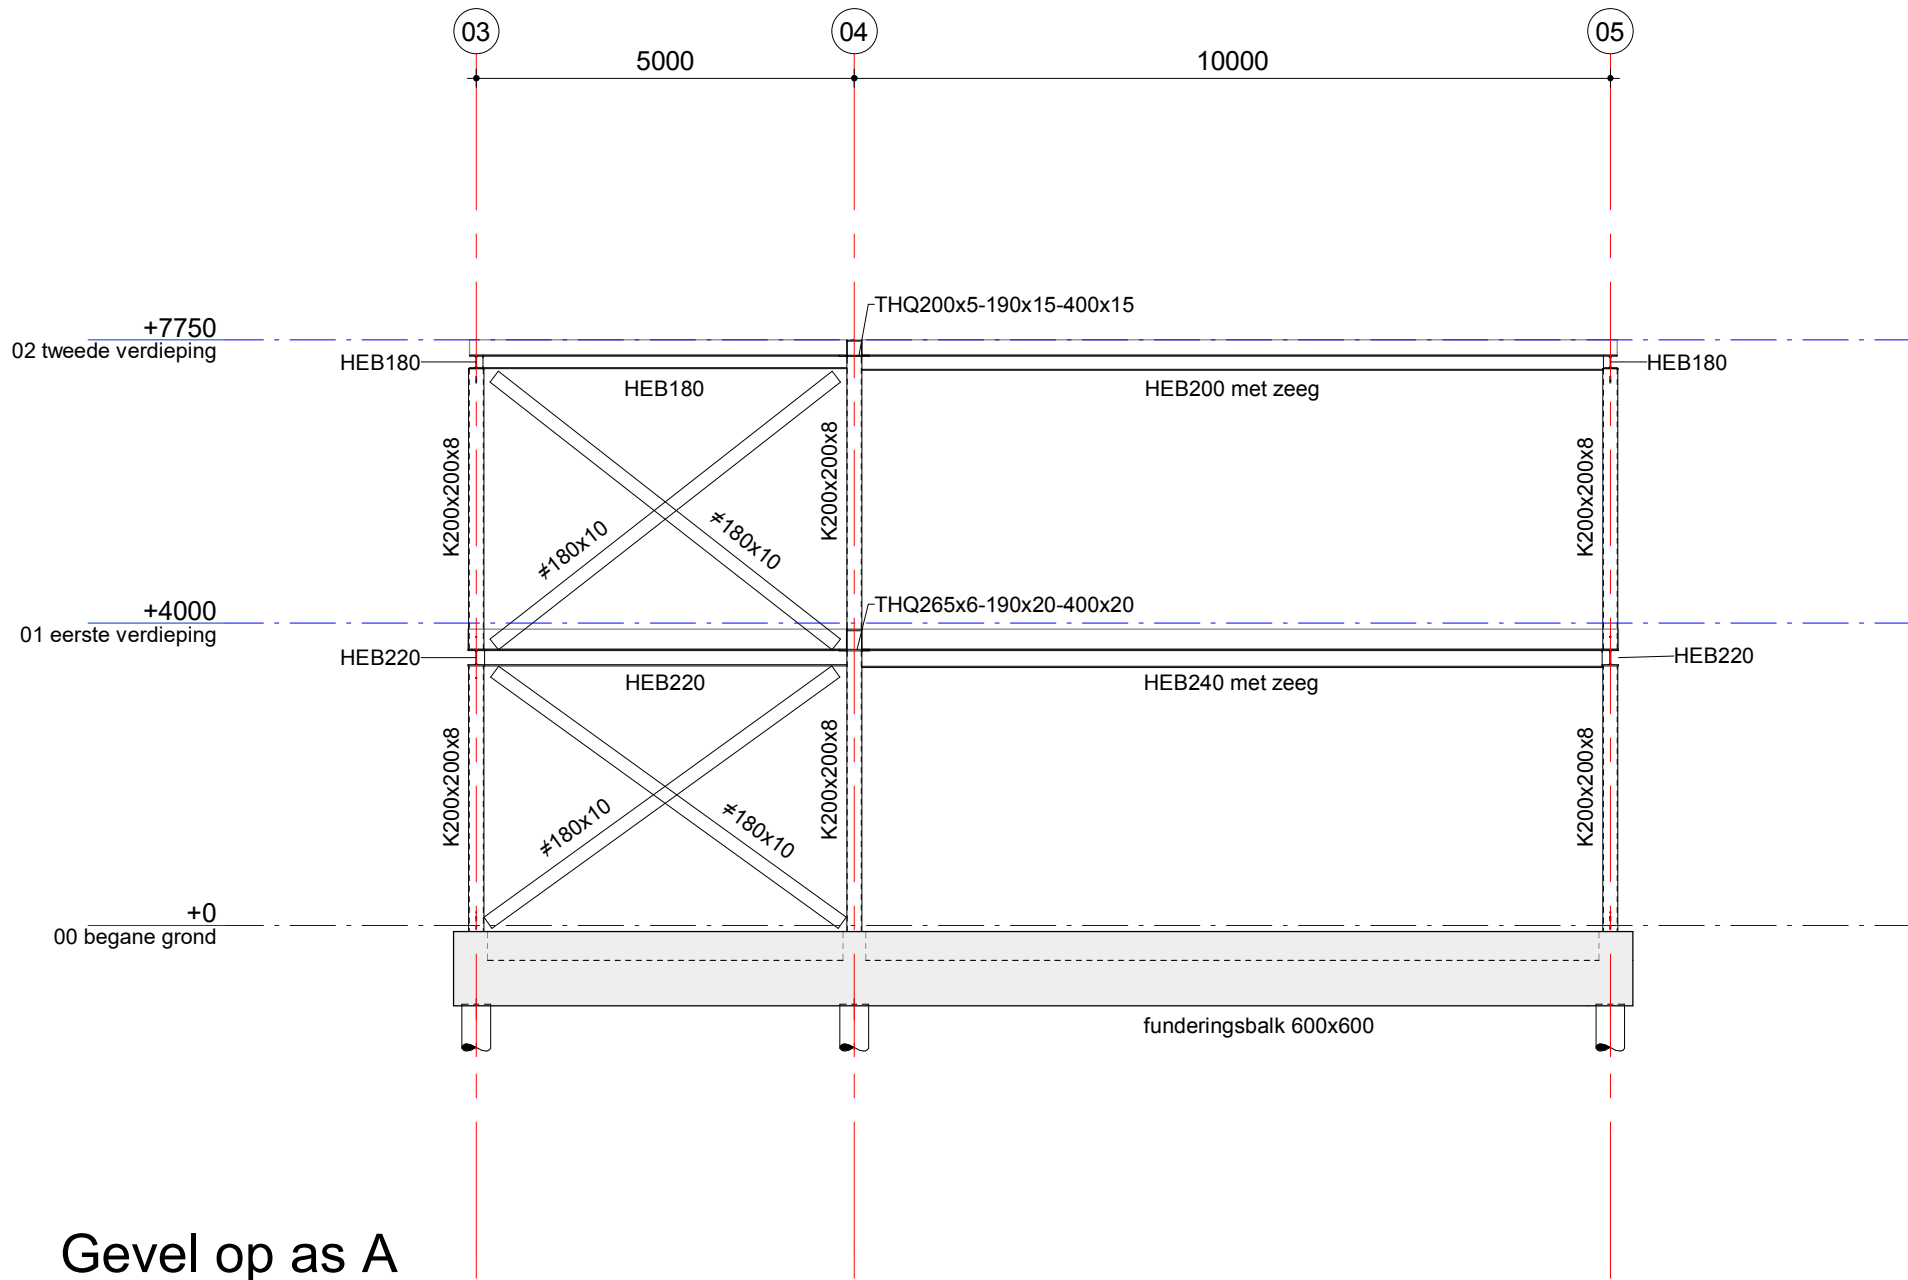 03
04
05
5000
10000
THQ200x5-190x15-400x15
+7750
02 tweede verdieping
HEB180
HEB180
HEB180
HEB200 met zeeg
K200x200x8
K200x200x8
K200x200x8
≠180x10
≠180x10
+4000
01 eerste verdieping
THQ265x6-190x20-400x20
HEB220
HEB220
HEB220
HEB240 met zeeg
K200x200x8
K200x200x8
K200x200x8
≠180x10
≠180x10
+0
00 begane grond
funderingsbalk 600x600
Gevel op as A